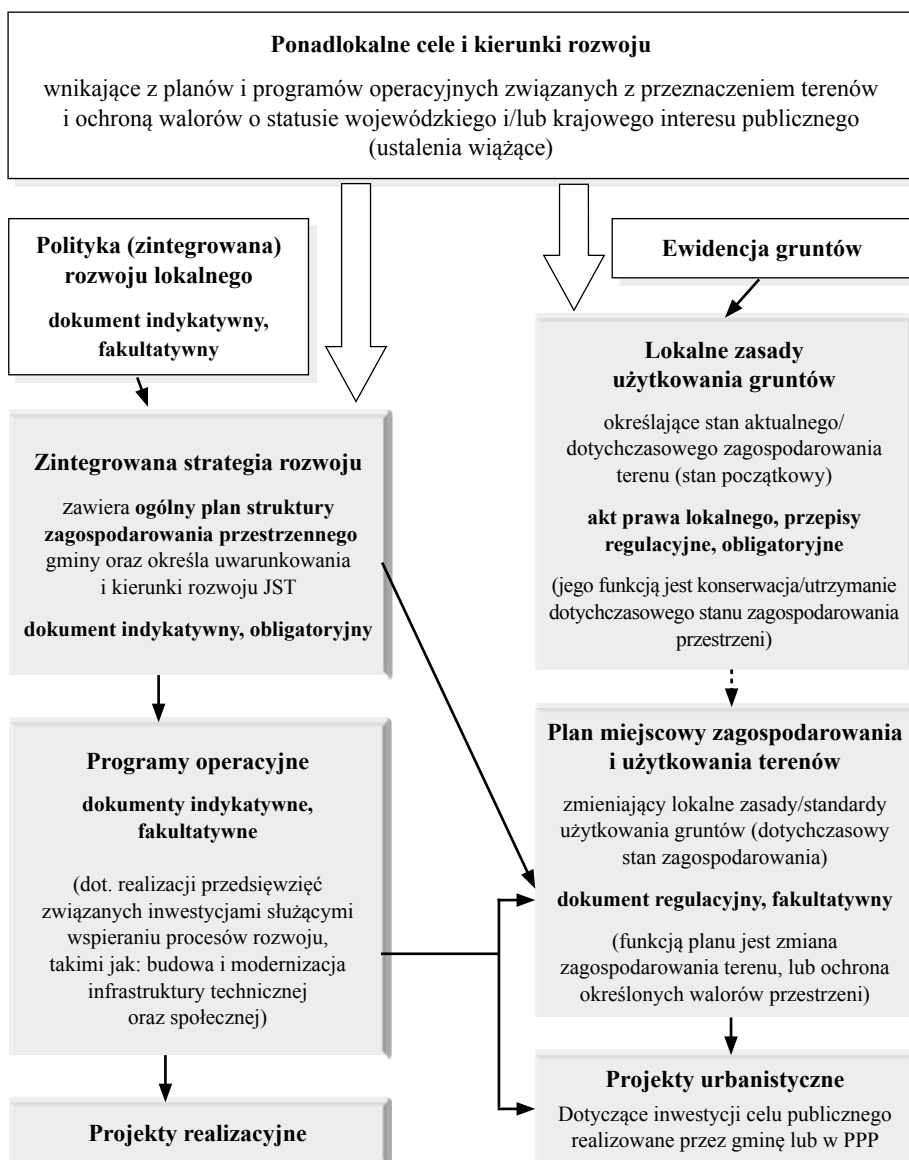 Ponadlokalne cele i kierunki rozwoju
wnikające z planów i programów operacyjnych związanych z przeznaczeniem terenów
i ochroną walorów o statusie wojewódzkiego i/lub krajowego interesu publicznego
(ustalenia wiążące)
Polityka (zintegrowana)
rozwoju lokalnego
dokument indykatywny,
fakultatywny
Zintegrowana strategia rozwoju
zawiera ogólny plan struktury
zagospodarowania przestrzennego
gminy oraz określa uwarunkowania
i kierunki rozwoju JST
dokument indykatywny, obligatoryjny
Programy operacyjne
dokumenty indykatywne,
fakultatywne
(dot. realizacji przedsięwzięć
związanych inwestycjami służącymi
wspieraniu procesów rozwoju,
takimi jak: budowa i modernizacja
infrastruktury technicznej
oraz społecznej)
Projekty realizacyjne
Ewidencja gruntów
Lokalne zasady
użytkowania gruntów
określające stan aktualnego/
dotychczasowego zagospodarowania
terenu (stan początkowy)
akt prawa lokalnego, przepisy
regulacyjne, obligatoryjne
(jego funkcją jest konserwacja/utrzymanie
dotychczasowego stanu zagospodarowania
przestrzeni)
Plan miejscowy zagospodarowania
i użytkowania terenów
zmieniający lokalne zasady/standardy
użytkowania gruntów (dotychczasowy
stan zagospodarowania)
dokument regulacyjny, fakultatywny
(funkcją planu jest zmiana
zagospodarowania terenu, lub ochrona
określonych walorów przestrzeni)
Projekty urbanistyczne
Dotyczące inwestycji celu publicznego
realizowane przez gminę lub w PPP